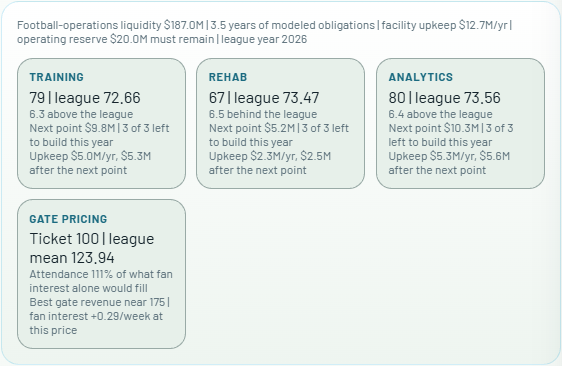 Football-operations liquidity $187.0M | 3.5 years of modeled obligations | facility upkeep $12.7M/yr |
operating reserve $20.0M must remain | league year 2026
TRAINING
79 | league 72.66
6.3 above the league
Next point $9.8M | 3 of 3 left
to build this year
Upkeep $5.0M/yr, $5.3M
after the next point
REHAB
67 | league 73.47
6.5 behind the league
Next point $5.2M | 3 of 3 left
to build this year
Upkeep $2.3M/yr, $2.5M
after the next point
ANALYTICS
80 | league 73.56
6.4 above the league
Next point $10.3M | 3 of 3
left to build this year
Upkeep $5.3M/yr, $5.6M
after the next point
GATE PRICING
Ticket 100 | league
mean 123.94
Attendance 111% of what fan
interest alone would fill
Best gate revenue near 175 |
fan interest +0.29/week at
this price